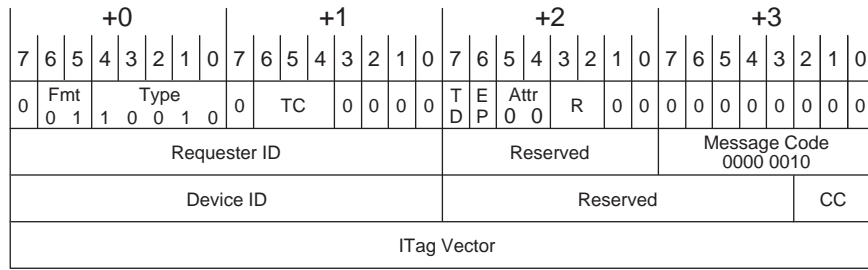 +0 +1 +2 +3
7 6 5 4 3 2 1 0 7 6 5 4 3 2 1 0 7 6 5 4 3 2 1 0 7 6 5 4 3 2 1 0
0 Fmt Type 0 TC 0 0 0 0 T E Attr R 0 0 0 0 0 0 0 0 0 0
0 1 1 0 0 1 0 D P 0 0
Requester ID Reserved Message Code
0000 0010
Device ID Reserved CC
ITag Vector